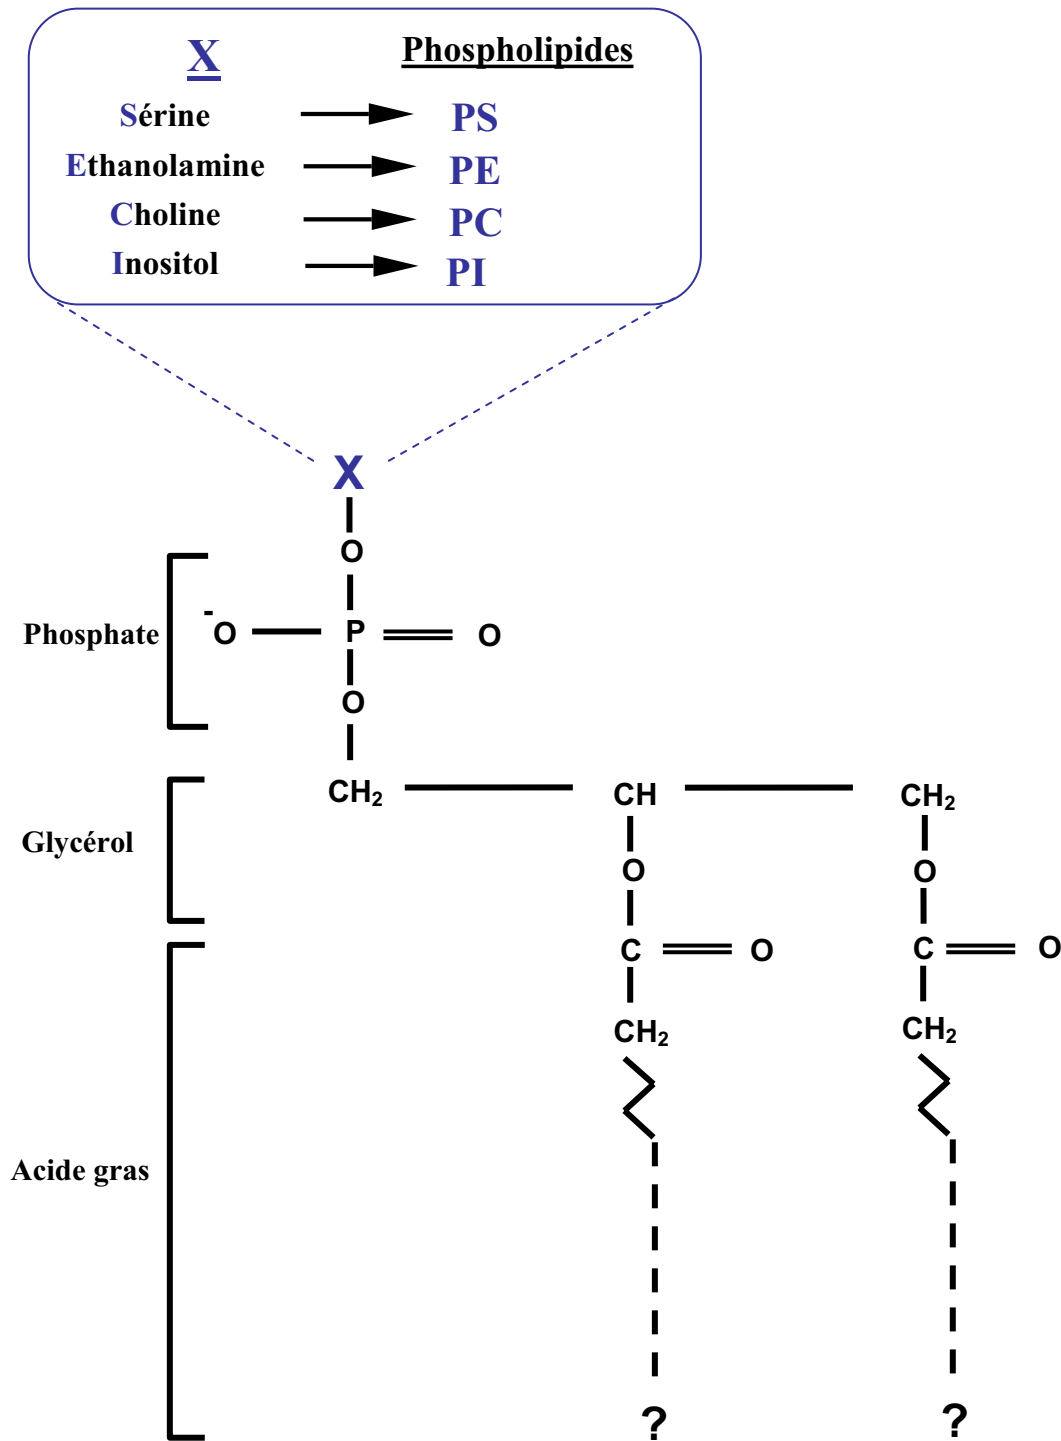 X Phospholipides
Sérine PS
Ethanolamine PE
Choline PC
Inositol PI
X
O
Phosphate -O P O
O
CH2 CH CH2
Glycérol
O O
C O C O
CH2 CH2
Acide gras
? ?